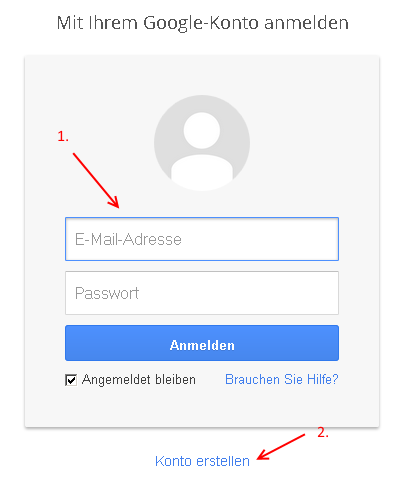 Mit Ihrem Google-Konto anmelden
1.
E-Mail-Adresse
Passwort
Anmelden
Angemeldet bleiben Brauchen Sie Hilfe?
2.
Konto erstellen